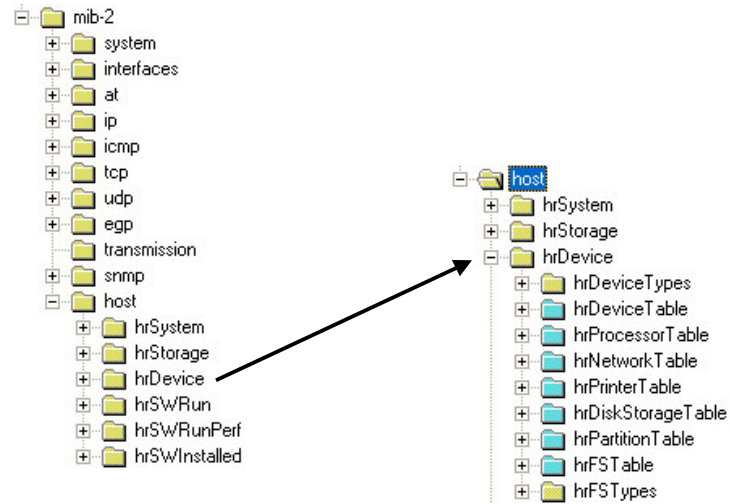 mib-2
system
interfaces
at
ip
icmp
tcp
udp
egp
transmission
snmp
host
hrSystem
hrStorage
hrDevice
hrSWRun
hrSWRunPerf
hrSWInstalled
host
hrSystem
hrStorage
hrDevice
hrDeviceTypes
hrDeviceTable
hrProcessorTable
hrNetworkTable
hrPrinterTable
hrDiskStorageTable
hrPartitionTable
hrFSTable
hrFSTypes